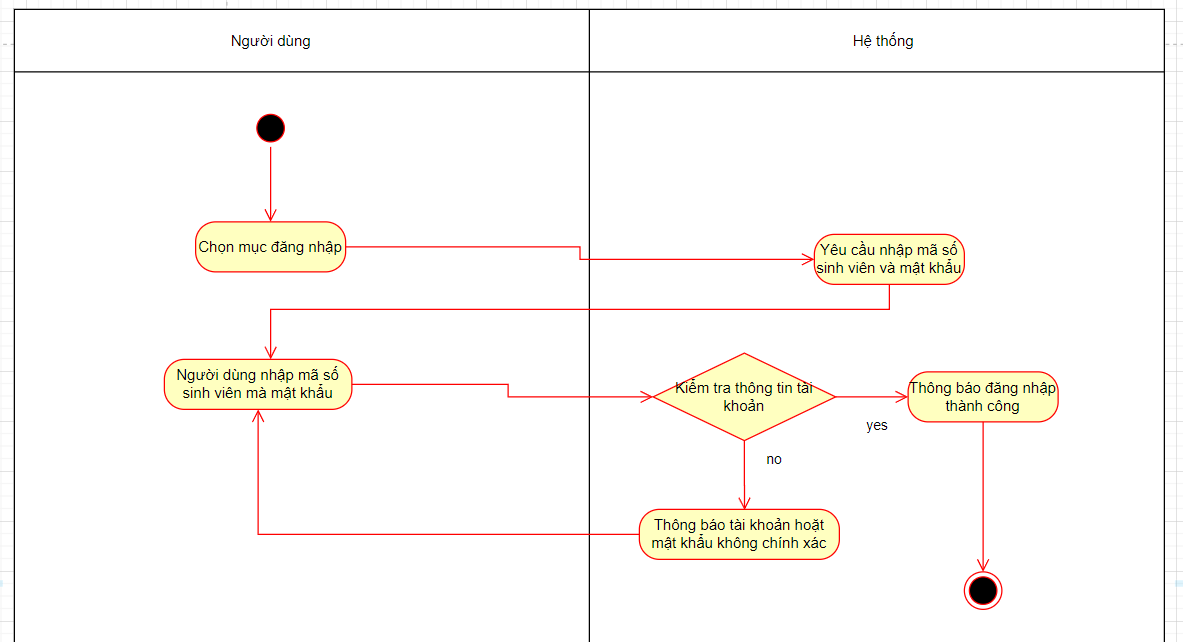 Người dùng
Hệ thống
Chọn mục đăng nhập
Yêu cầu nhập mã số
sinh viên và mật khẩu
Người dùng nhập mã số
sinh viên mà mật khẩu
Kiểm tra thông tin tài
khoản
Thông báo đăng nhập
thành công
yes
no
Thông báo tài khoản hoặt
mật khẩu không chính xác